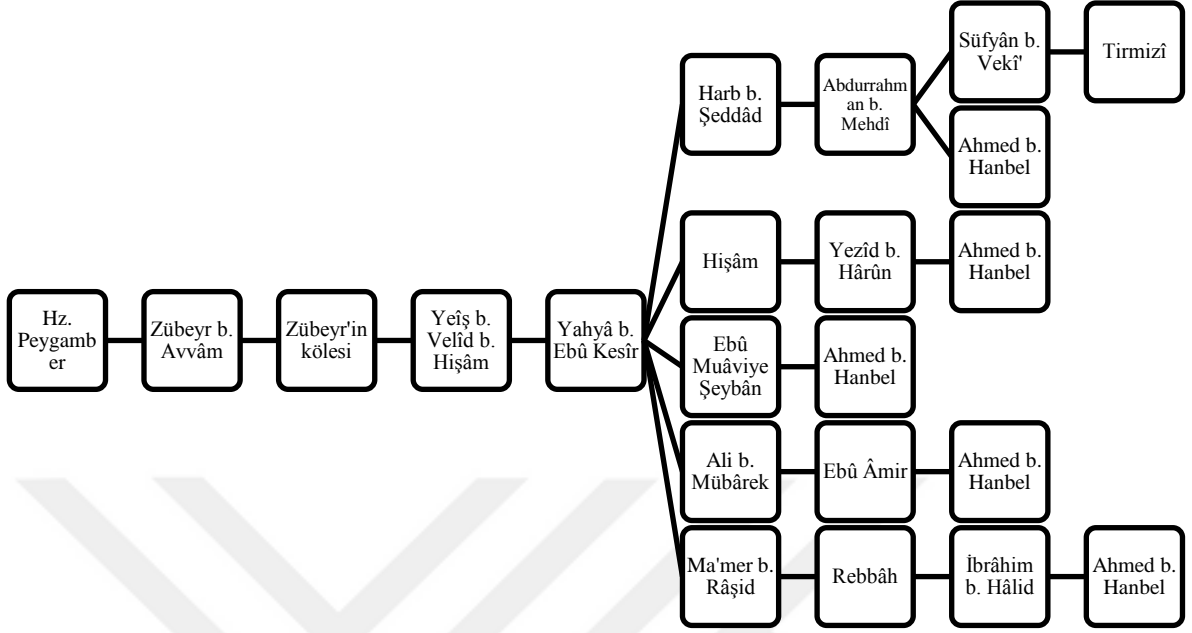 Hz.
Peygamb
er
Zübeyr b.
Avvâm
Zübeyr'in
kölesi
Yeîş b.
Velîd b.
Hişâm
Yahyâ b.
Ebû Kesîr
Harb b.
Şeddâd
Abdurrahm
an b.
Mehdî
Süfyân b.
Vekî'
Tirmizî
Ahmed b.
Hanbel
Hişâm
Yezîd b.
Hârûn
Ahmed b.
Hanbel
Ebû
Muâviye
Şeybân
Ahmed b.
Hanbel
Ali b.
Mübârek
Ebû Âmir
Ahmed b.
Hanbel
Ma'mer b.
Râşid
Rebbâh
İbrâhim
b. Hâlid
Ahmed b.
Hanbel